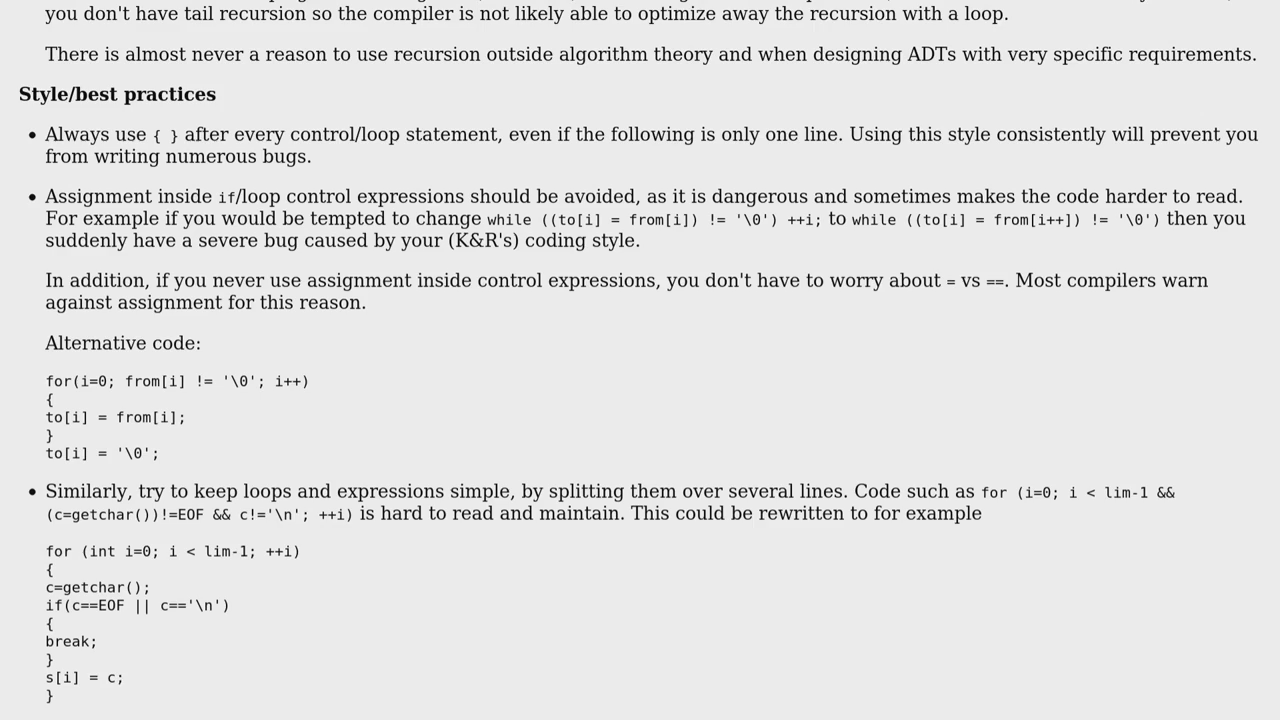 you don't have tail recursion so the compiler is not likely able to optimize away the recursion with a loop.
There is almost never a reason to use recursion outside algorithm theory and when designing ADTs with very specific requirements.
Style/best practices
• Always use { } after every control/loop statement, even if the following is only one line. Using this style consistently will prevent you
from writing numerous bugs.
• Assignment inside if/loop control expressions should be avoided, as it is dangerous and sometimes makes the code harder to read.
For example if you would be tempted to change while ((to[i] = from[i]) != '\0') ++i; to while ((to[i] = from[i++]) != '\0') then you
suddenly have a severe bug caused by your (K&R's) coding style.
In addition, if you never use assignment inside control expressions, you don't have to worry about = vs ==. Most compilers warn
against assignment for this reason.
Alternative code:
for(i=0; from[i] != '\0'; i++)
{
to[i] = from[i];
}
to[i] = '\0';
• Similarly, try to keep loops and expressions simple, by splitting them over several lines. Code such as for (i=0; i < lim-1 &&
(c=getchar())!=EOF && c!='\n'; ++i) is hard to read and maintain. This could be rewritten to for example
for (int i=0; i < lim-1; ++i)
{
c=getchar();
if(c==EOF || c=='\n')
{
break;
}
s[i] = c;
}